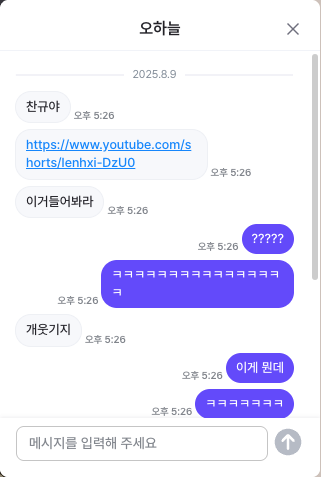 오하늘
2025.8.9
찬규야
오후 5:26
https://www.youtube.com/s
horts/lenhxi-DzU0
오후 5:26
이거들어봐라
오후 5:26
?????
오후 5:26
ㅋㅋㅋㅋㅋㅋㅋㅋㅋㅋㅋㅋㅋㅋㅋ
ㅋ
오후 5:26
개웃기지
오후 5:26
이게 뭔데
오후 5:26
ㅋㅋㅋㅋㅋㅋㅋ
오후 5:26
메시지를 입력해 주세요